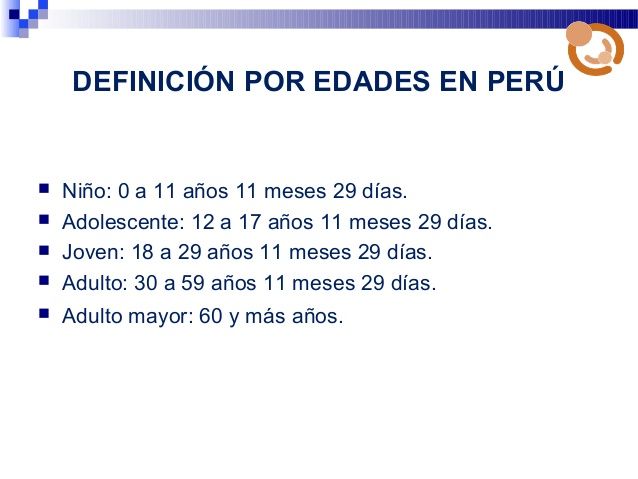 DEFINICIÓN POR EDADES EN PERÚ
Niño: 0 a 11 años 11 meses 29 días.
Adolescente: 12 a 17 años 11 meses 29 días.
Joven: 18 a 29 años 11 meses 29 días.
Adulto: 30 a 59 años 11 meses 29 días.
Adulto mayor: 60 y más años.